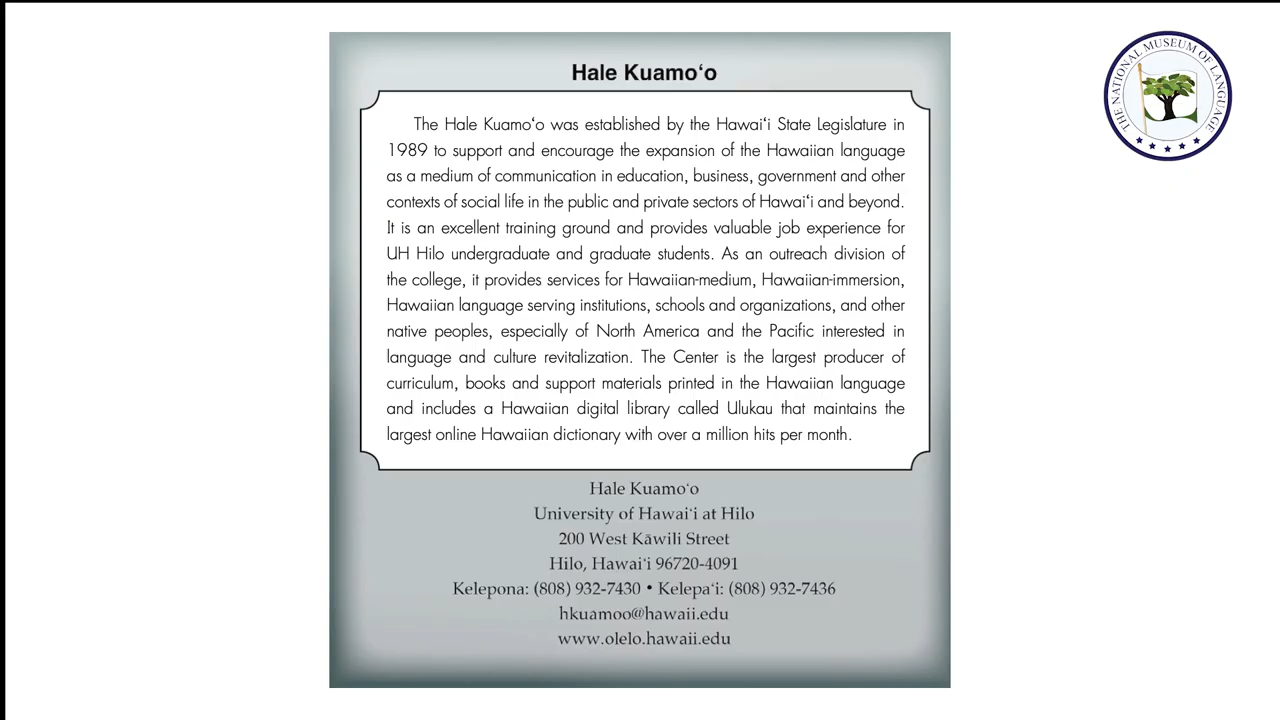 Hale Kuamoʻo
The Hale Kuamoʻo was established by the Hawaiʻi State Legislature in
1989 to support and encourage the expansion of the Hawaiian language
as a medium of communication in education, business, government and other
contexts of social life in the public and private sectors of Hawaiʻi and beyond.
It is an excellent training ground and provides valuable job experience for
UH Hilo undergraduate and graduate students. As an outreach division of
the college, it provides services for Hawaiian-medium, Hawaiian-immersion,
Hawaiian language serving institutions, schools and organizations, and other
native peoples, especially of North America and the Pacific interested in
language and culture revitalization. The Center is the largest producer of
curriculum, books and support materials printed in the Hawaiian language
and includes a Hawaiian digital library called Ulukau that maintains the
largest online Hawaiian dictionary with over a million hits per month.
Hale Kuamoʻo
University of Hawaiʻi at Hilo
200 West Kāwili Street
Hilo, Hawaiʻi 96720-4091
Kelepona: (808) 932-7430 • Kelepaʻi: (808) 932-7436
hkuamoo@hawaii.edu
www.olelo.hawaii.edu
THE NATIONAL MUSEUM OF LANGUAGE